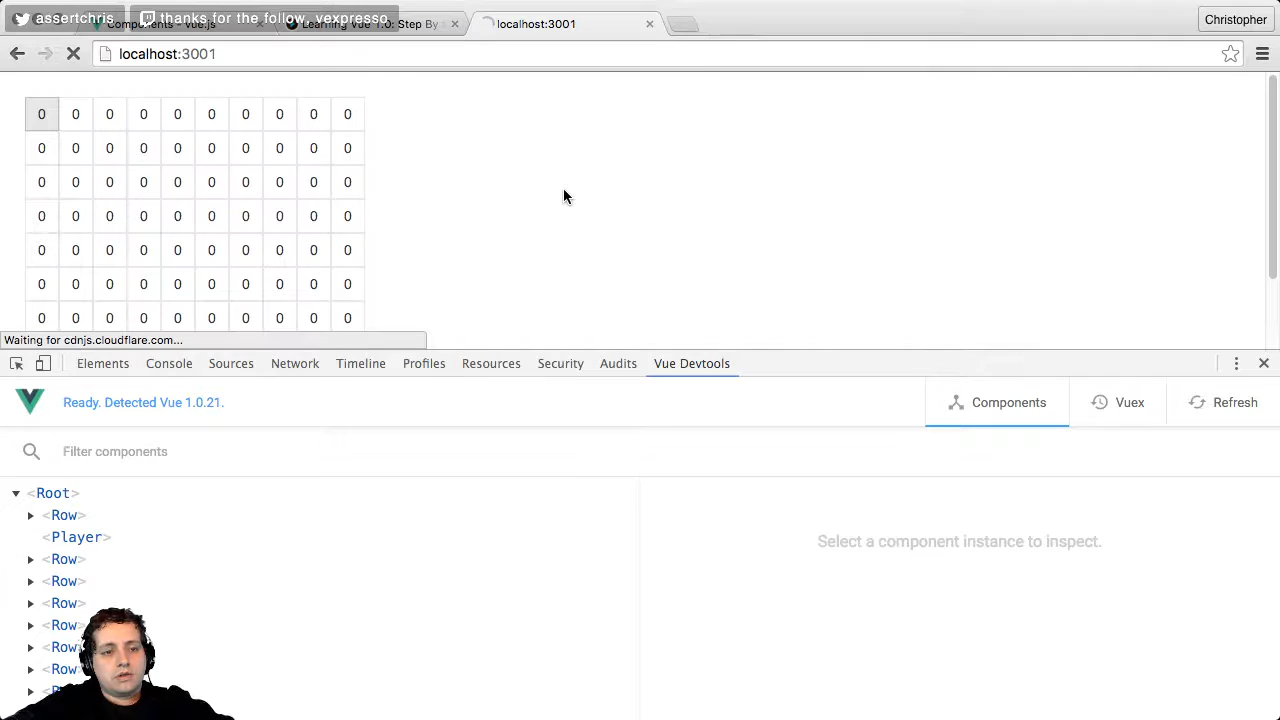 assertchris
thanks for the follow, vexpresso
Components - Vue.js
Learning Vue 1.0: Step By
localhost:3001
Christopher
localhost:3001
0 0 0 0 0 0 0 0 0 0
0 0 0 0 0 0 0 0 0 0
0 0 0 0 0 0 0 0 0 0
0 0 0 0 0 0 0 0 0 0
0 0 0 0 0 0 0 0 0 0
0 0 0 0 0 0 0 0 0 0
0 0 0 0 0 0 0 0 0 0
Waiting for cdnjs.cloudflare.com...
Elements Console Sources Network Timeline Profiles Resources Security Audits Vue Devtools
Ready. Detected Vue 1.0.21.
Components Vuex Refresh
Filter components
<Root>
<Row>
<Player>
<Row>
<Row>
<Row>
<Row>
<Row
<Row
Select a component instance to inspect.